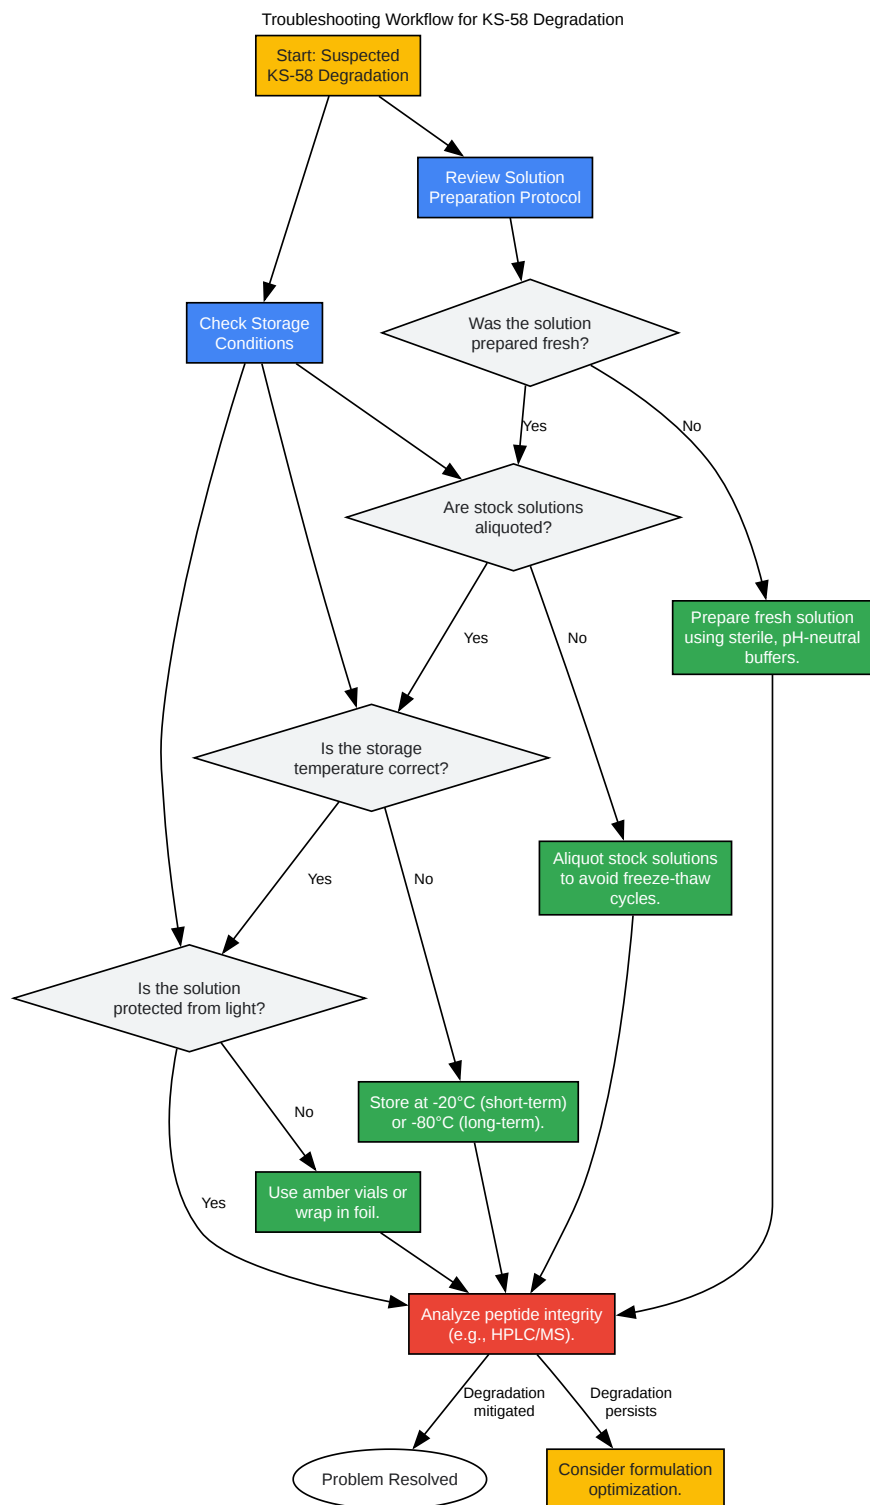 Troubleshooting Workflow for KS-58 Degradation
Start: Suspected
KS-58 Degradation
Review Solution
Preparation Protocol
Check Storage
Conditions
Was the solution
prepared fresh?
Yes
No
Are stock solutions
aliquoted?
Prepare fresh solution
using sterile, pH-neutral
buffers.
Yes
No
Is the storage
temperature correct?
Aliquot stock solutions
to avoid freeze-thaw
cycles.
Yes
No
Is the solution
protected from light?
Store at -20°C (short-term)
or -80°C (long-term).
No
Yes
Use amber vials or
wrap in foil.
Analyze peptide integrity
(e.g., HPLC/MS).
Degradation
mitigated
Degradation
persists
Problem Resolved
Consider formulation
optimization.